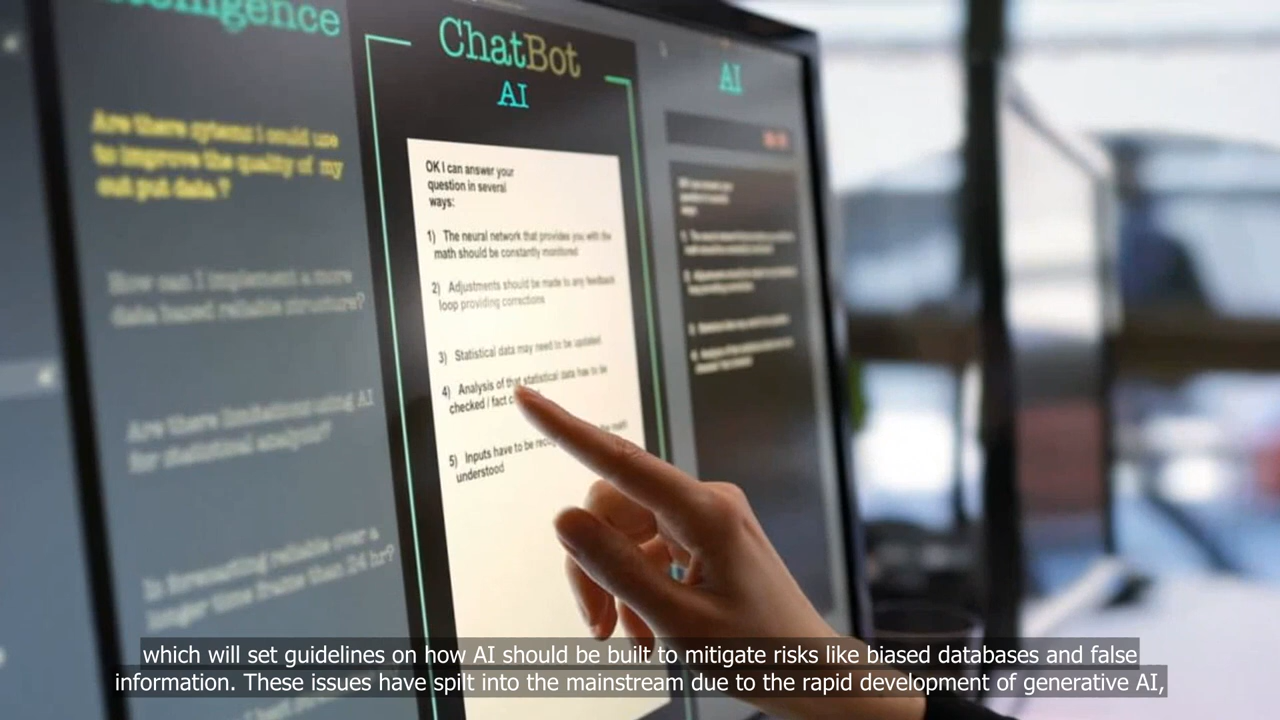 ntelligence
Are there sytems i could use
to improve the quality of my
out put data ?
How can I implement a more
data based reliable structure?
Are there limitations using AI
for statistical analysis?
Is forecasting reliable over a
longer time frame than 24 hr?
ChatBot
AI
OK I can answer your
question in several
ways:
1) The neural network that provides you with the
math should be constantly monitored
2) Adjustments should be made to any feedback
loop providing corrections
3) Statistical data may need to be updated
4) Analysis of that statistical data has to be
checked / fact c
5) Inputs have to be the math
understood
AI
which will set guidelines on how AI should be built to mitigate risks like biased databases and false
information. These issues have spilt into the mainstream due to the rapid development of generative AI,